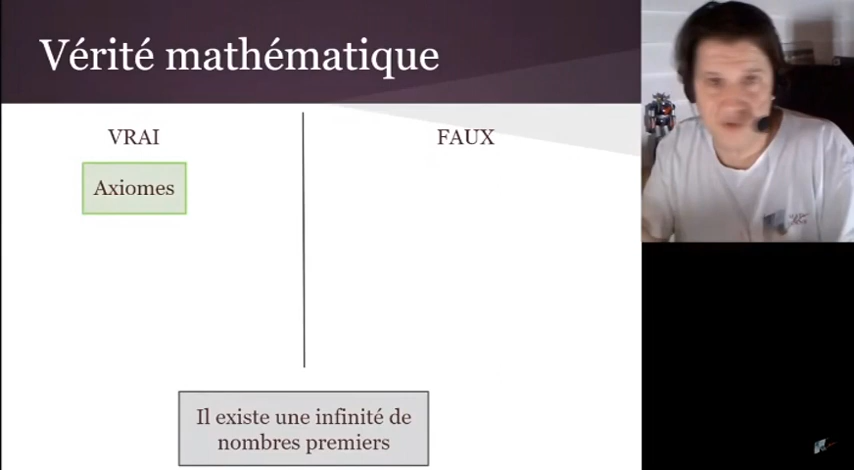 Vérité mathématique
VRAI
FAUX
Axiomes
Il existe une infinité de
nombres premiers